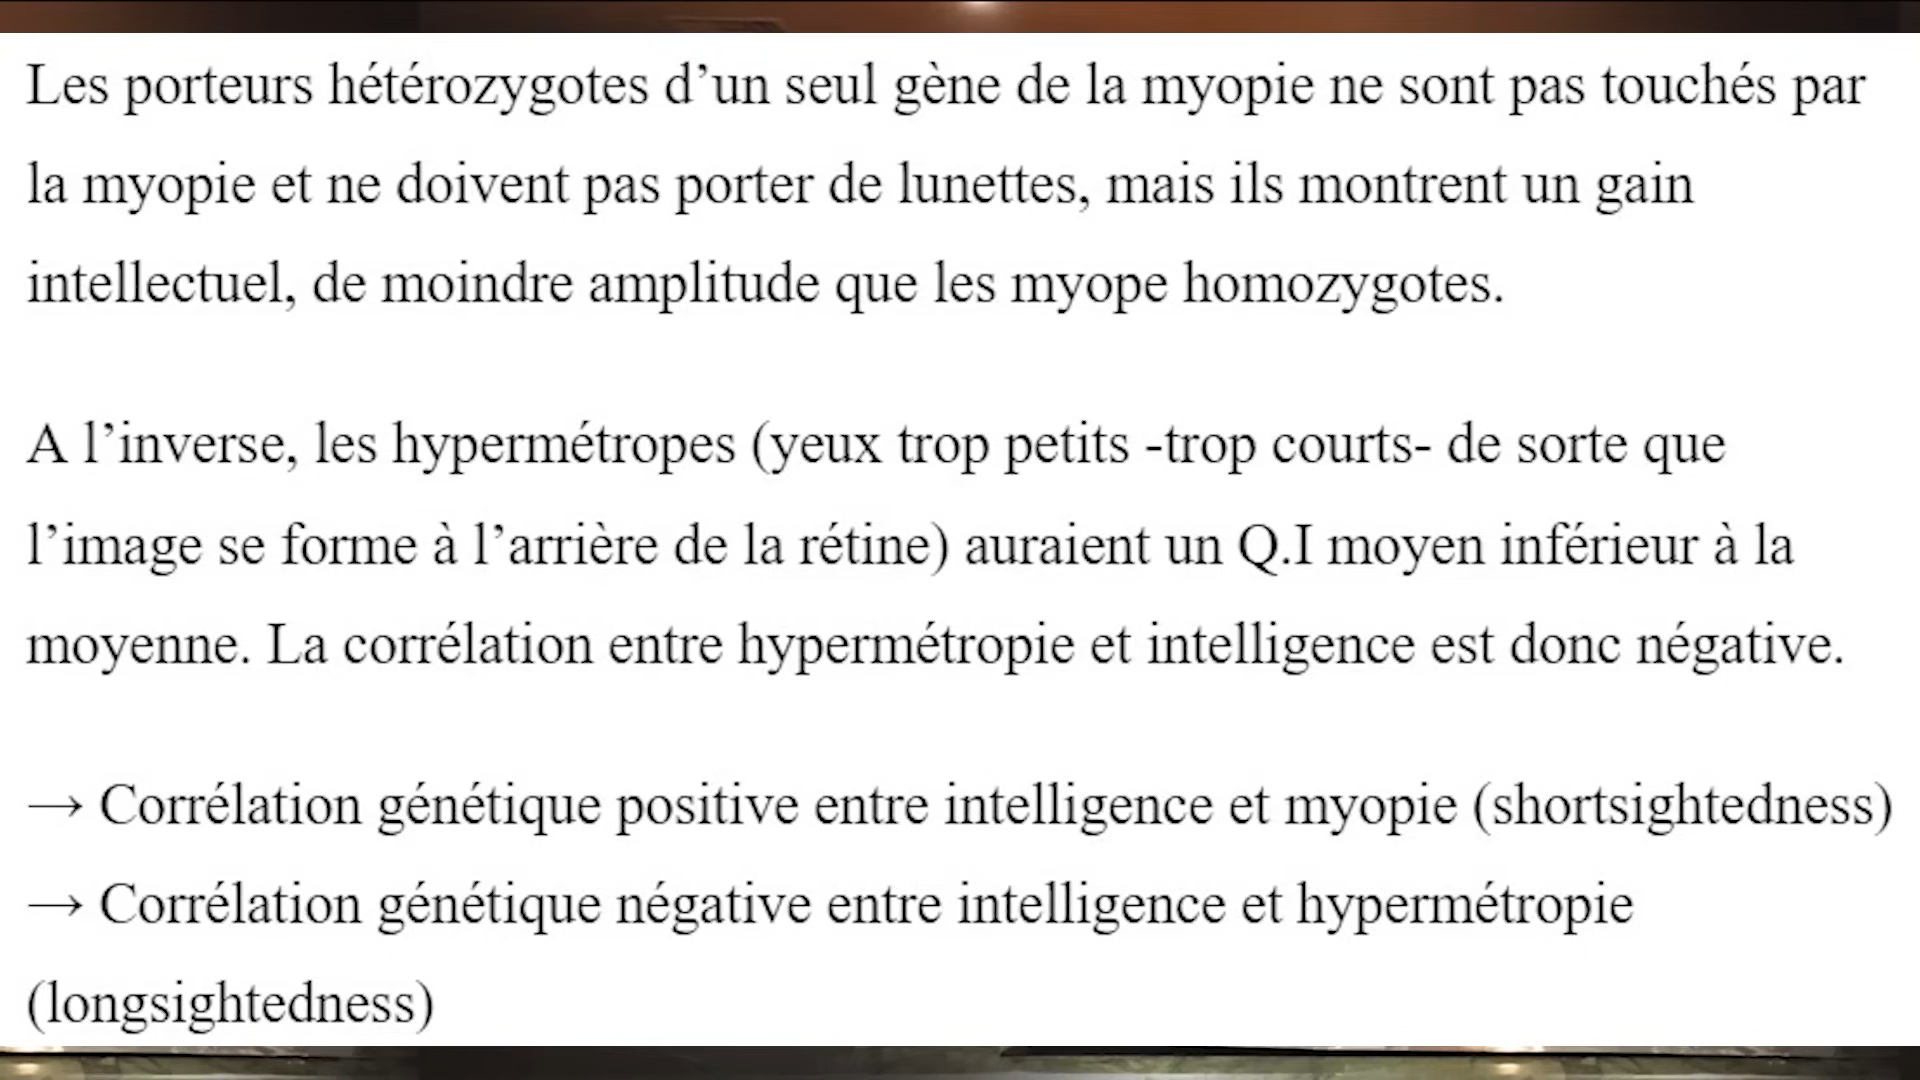 Les porteurs hétérozygotes d’un seul gène de la myopie ne sont pas touchés par
la myopie et ne doivent pas porter de lunettes, mais ils montrent un gain
intellectuel, de moindre amplitude que les myope homozygotes.
A l’inverse, les hypermétropes (yeux trop petits -trop courts- de sorte que
l’image se forme à l’arrière de la rétine) auraient un Q.I moyen inférieur à la
moyenne. La corrélation entre hypermétropie et intelligence est donc négative.
→ Corrélation génétique positive entre intelligence et myopie (shortsightedness)
→ Corrélation génétique négative entre intelligence et hypermétropie
(longsightedness)